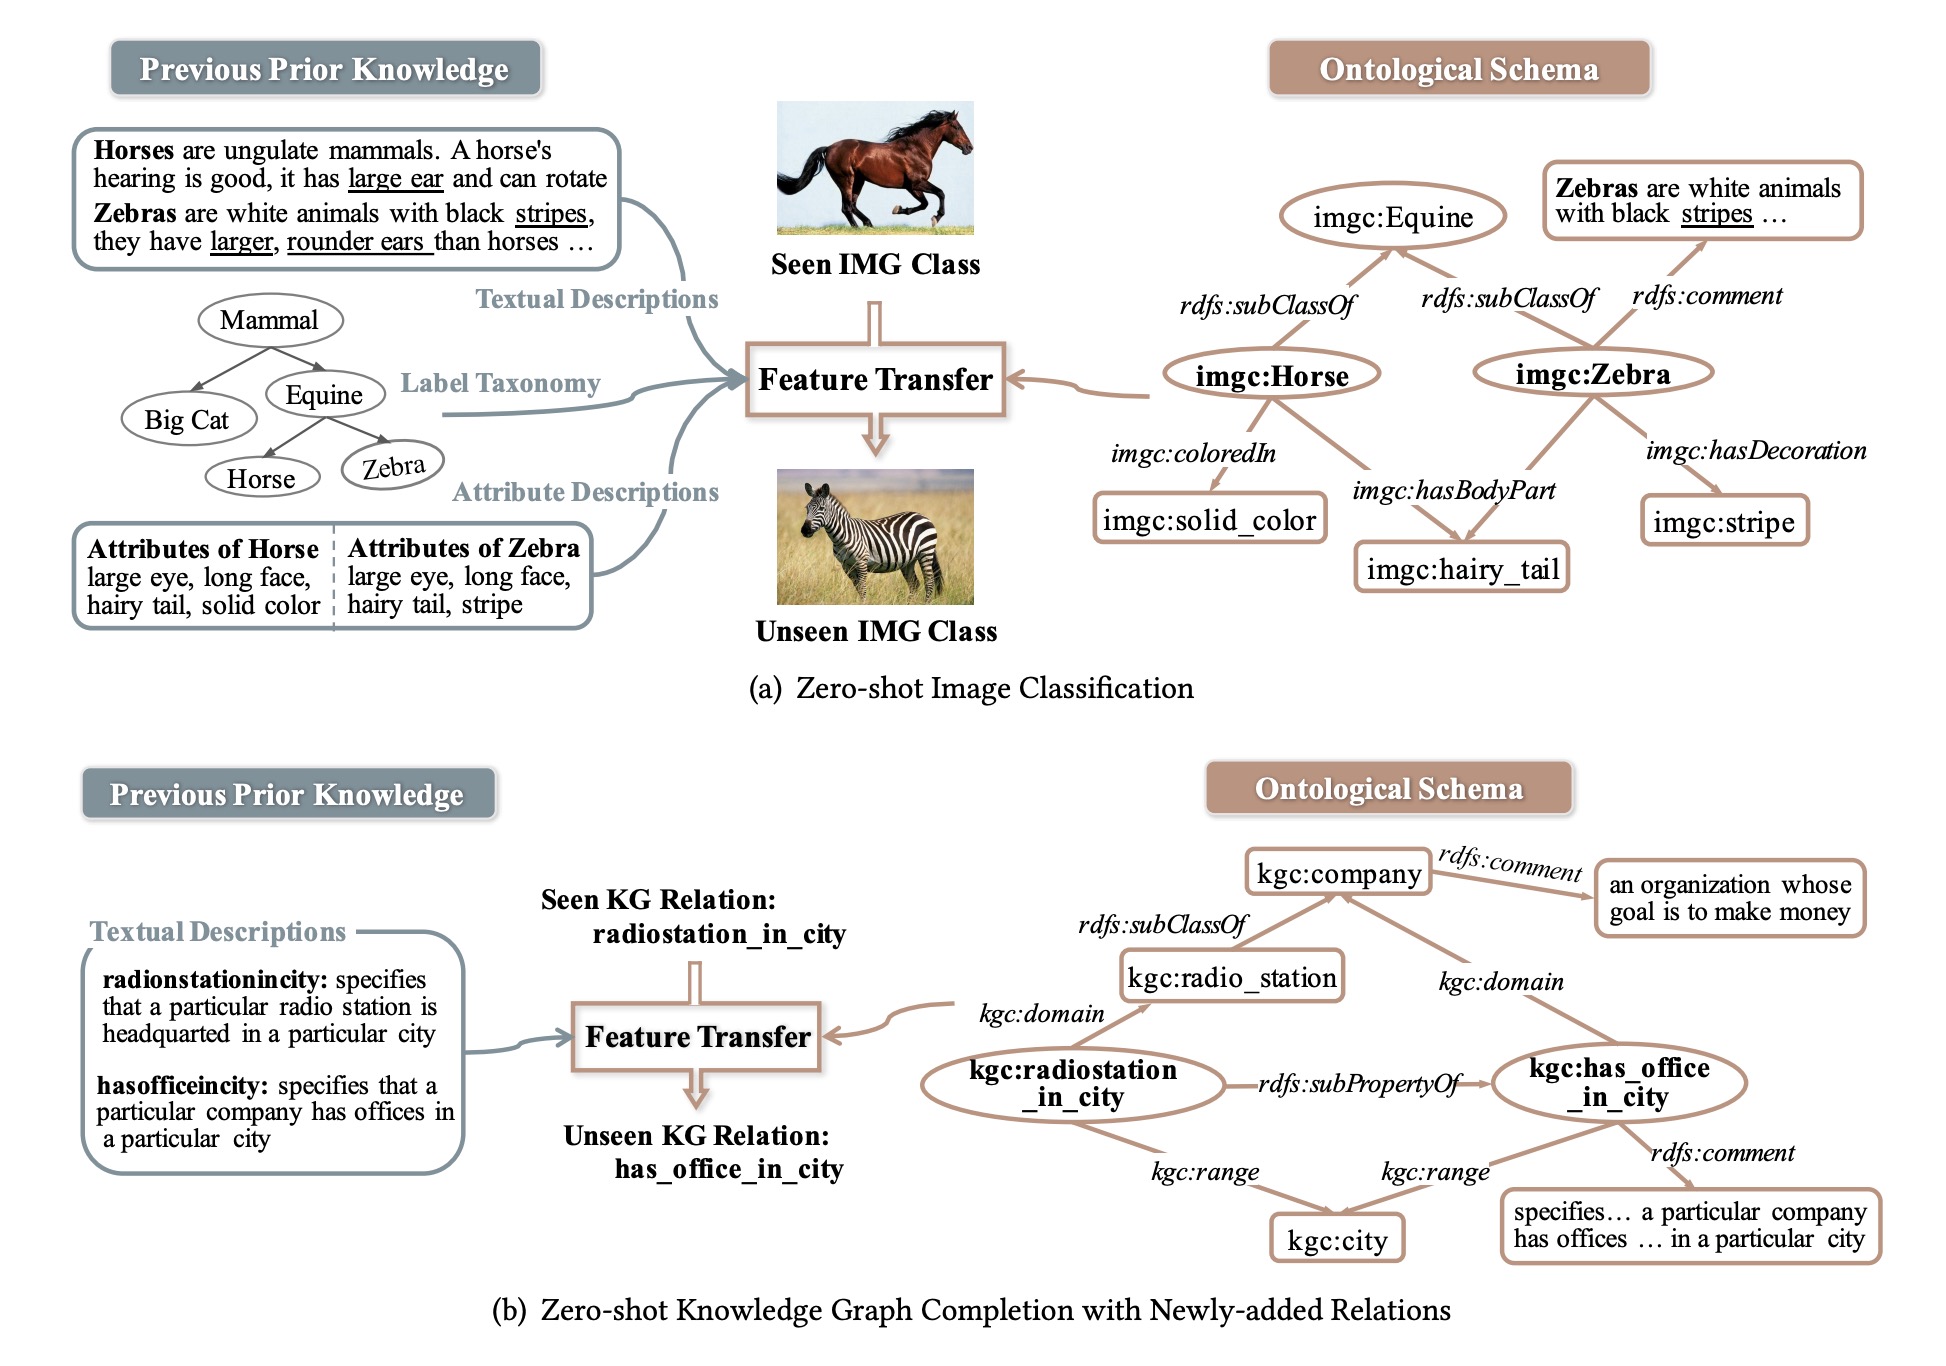 Previous Prior Knowledge
Horses are ungulate mammals. A horse's
hearing is good, it has large ear and can rotate
Zebras are white animals with black stripes,
they have larger, rounder ears than horses …
Textual Descriptions
Mammal
Big Cat
Equine
Horse
Zebra
Label Taxonomy
Attribute Descriptions
Attributes of Horse
large eye, long face,
hairy tail, solid color
Attributes of Zebra
large eye, long face,
hairy tail, stripe
Seen IMG Class
Feature Transfer
Unseen IMG Class
Ontological Schema
imgc:Equine
Zebras are white animals
with black stripes …
rdfs:subClassOf
rdfs:subClassOf
rdfs:comment
imgc:Horse
imgc:Zebra
imgc:coloredIn
imgc:hasBodyPart
imgc:hasDecoration
imgc:solid_color
imgc:hairy_tail
imgc:stripe
(a) Zero-shot Image Classification
Previous Prior Knowledge
Textual Descriptions
radionstationincity: specifies
that a particular radio station is
headquarted in a particular city
hasofficeincity: specifies that a
particular company has offices in
a particular city
Seen KG Relation:
radiostation_in_city
Feature Transfer
Unseen KG Relation:
has_office_in_city
Ontological Schema
kgc:company
rdfs:comment
an organization whose
goal is to make money
rdfs:subClassOf
kgc:radio_station
kgc:domain
kgc:domain
kgc:radiostation
_in_city
rdfs:subPropertyOf
kgc:has_office
_in_city
kgc:range
kgc:range
rdfs:comment
kgc:city
specifies… a particular company
has offices … in a particular city
(b) Zero-shot Knowledge Graph Completion with Newly-added Relations